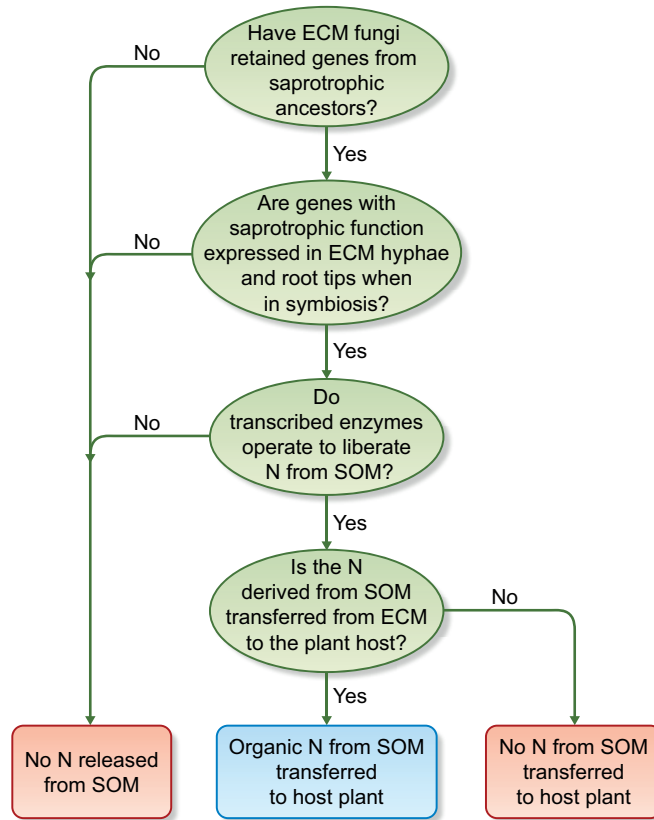 Have ECM fungi
retained genes from
saprotrophic
ancestors?
No
Yes
Are genes with
saprotrophic function
expressed in ECM hyphae
and root tips when
in symbiosis?
No
Yes
Do
transcribed enzymes
operate to liberate
N from SOM?
No
Yes
Is the N
derived from SOM
transferred from ECM
to the plant host?
No
Yes
No N released
from SOM
Organic N from SOM
transferred
to host plant
No N from SOM
transferred
to host plant